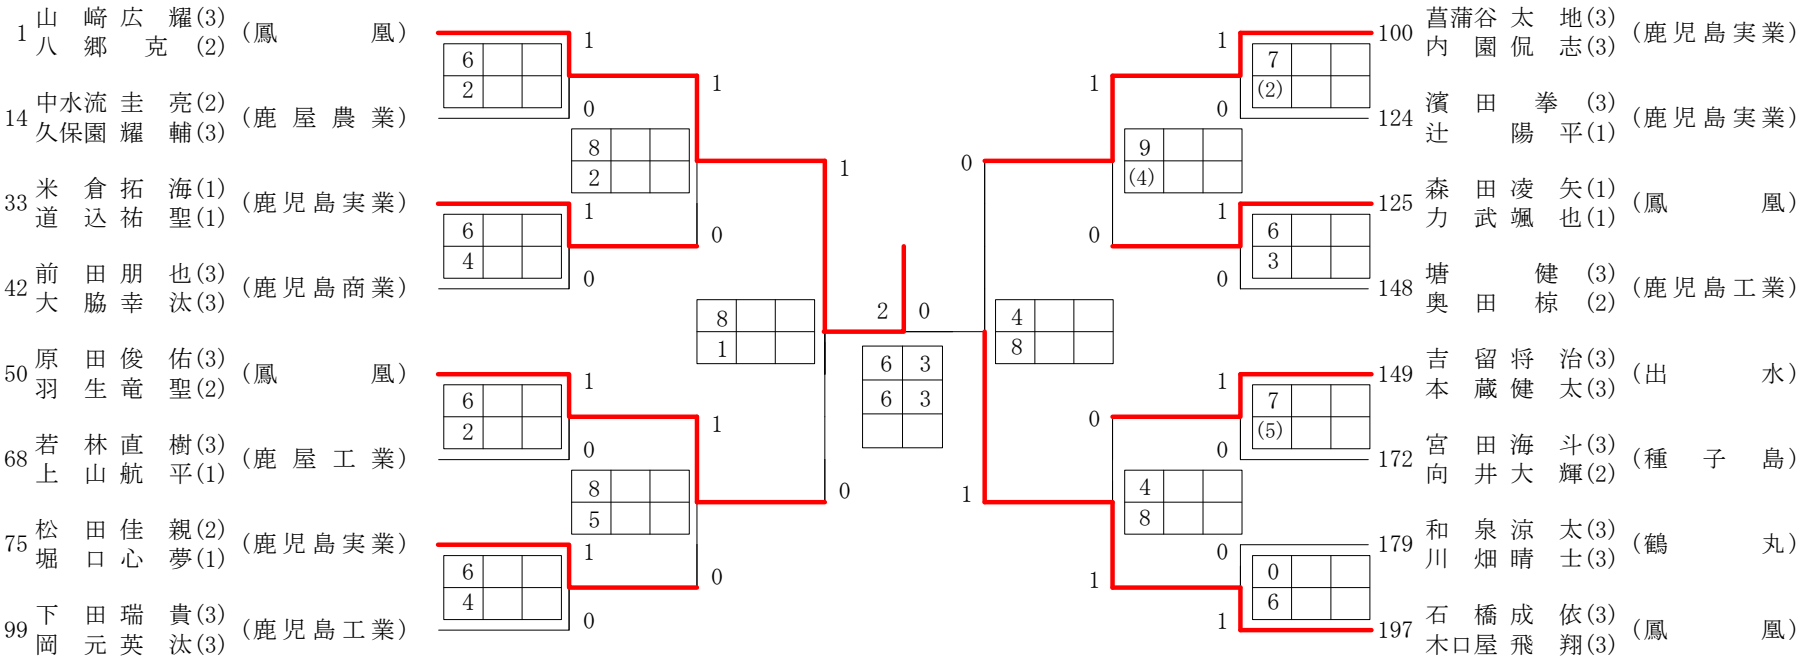 1 山﨑広耀(3) (鳳凰)
八郷克(2)
14 中水流圭亮(2) (鹿屋農業)
久保園耀輔(3)
33 米倉拓海(1) (鹿児島実業)
道込祐聖(1)
42 前田朋也(3) (鹿児島商業)
大脇幸汰(3)
50 原田俊佑(3) (鳳凰)
羽生竜聖(2)
68 若林直樹(3) (鹿屋工業)
上山航平(1)
75 松田佳親(2) (鹿児島実業)
堀口心夢(1)
99 下田瑞貴(3) (鹿児島工業)
岡元英汰(3)
1
6
2
0
1
8
2
1
6
4
0
0
1
8
1
1
6
2
0
1
8
5
1
6
4
0
0
0
2 0
6 3
6 3
100 菖蒲谷太地(3) (鹿児島実業)
内園侃志(3)
124 濱田拳(3) (鹿児島実業)
辻陽平(1)
125 森田凌矢(1) (鳳凰)
力武颯也(1)
148 塘健(3) (鹿児島工業)
奥田椋(2)
149 吉留将治(3) (出水)
本蔵健太(3)
172 宮田海斗(3) (種子島)
向井大輝(2)
179 和泉涼太(3) (鶴丸)
川畑晴士(3)
197 石橋成依(3) (鳳凰)
木口屋飛翔(3)
1
7
(2)
0
1
9
(4)
1
6
3
0
0
0
4
8
1
7
(5)
0
0
4
8
0
0
6
1
1
1